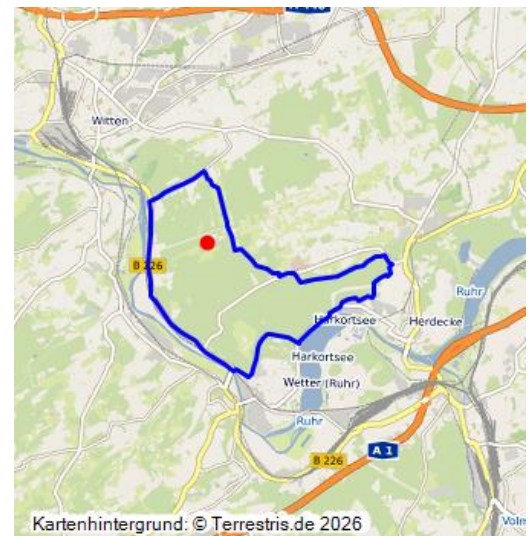 Witten
B 226
Ruhr
Harkortsee
Herdecke
Harkortsee
Wetter (Ruhr)
Ruhr
A 1
B 226
Kartenhintergrund: © Terrestris.de 2026